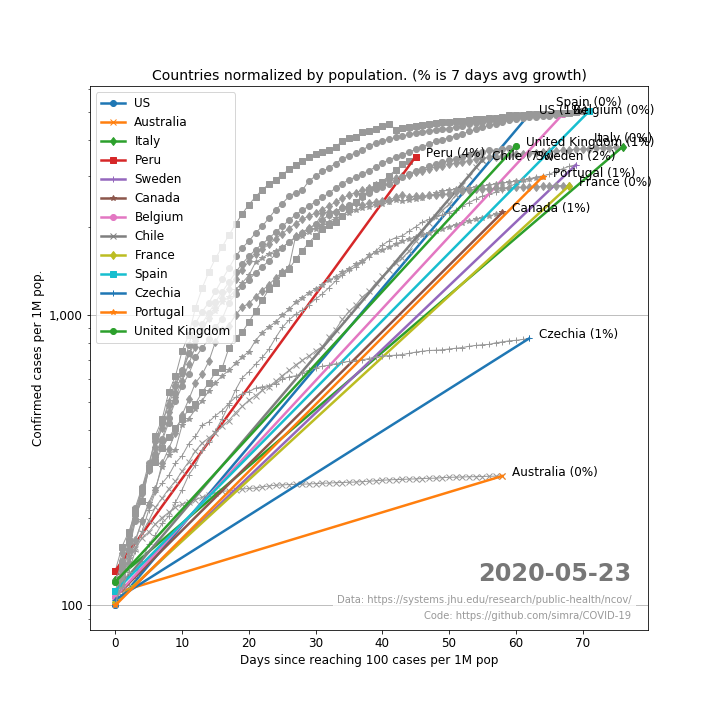 Countries normalized by population. (% is 7 days avg growth)
US
Australia
Italy
Peru
Sweden
Canada
Belgium
Chile
France
Spain
Czechia
Portugal
United Kingdom
Spain (0%)
US (1%)
Belgium (0%)
Italy (0%)
United Kingdom (1%)
Peru (4%)
Chile (7%)
Sweden (2%)
Portugal (1%)
France (0%)
Canada (1%)
Czechia (1%)
Australia (0%)
Confirmed cases per 1M pop.
1,000
100
2020-05-23
Data: https://systems.jhu.edu/research/public-health/ncov/
Code: https://github.com/simra/COVID-19
0 10 20 30 40 50 60 70
Days since reaching 100 cases per 1M pop